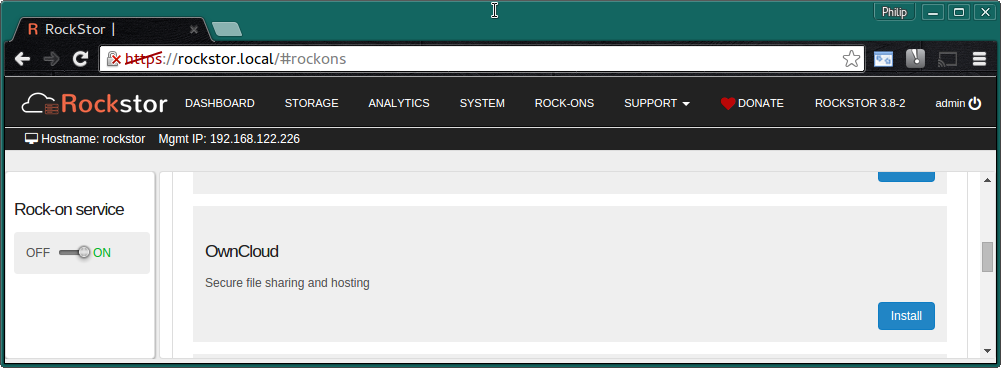 Philip
RockStor |
https://rockstor.local/#rockons
Rockstor DASHBOARD STORAGE ANALYTICS SYSTEM ROCK-ONS SUPPORT DONATE ROCKSTOR 3.8-2 admin
Hostname: rockstor Mgmt IP: 192.168.122.226
Rock-on service
OFF ON
OwnCloud
Secure file sharing and hosting
Install